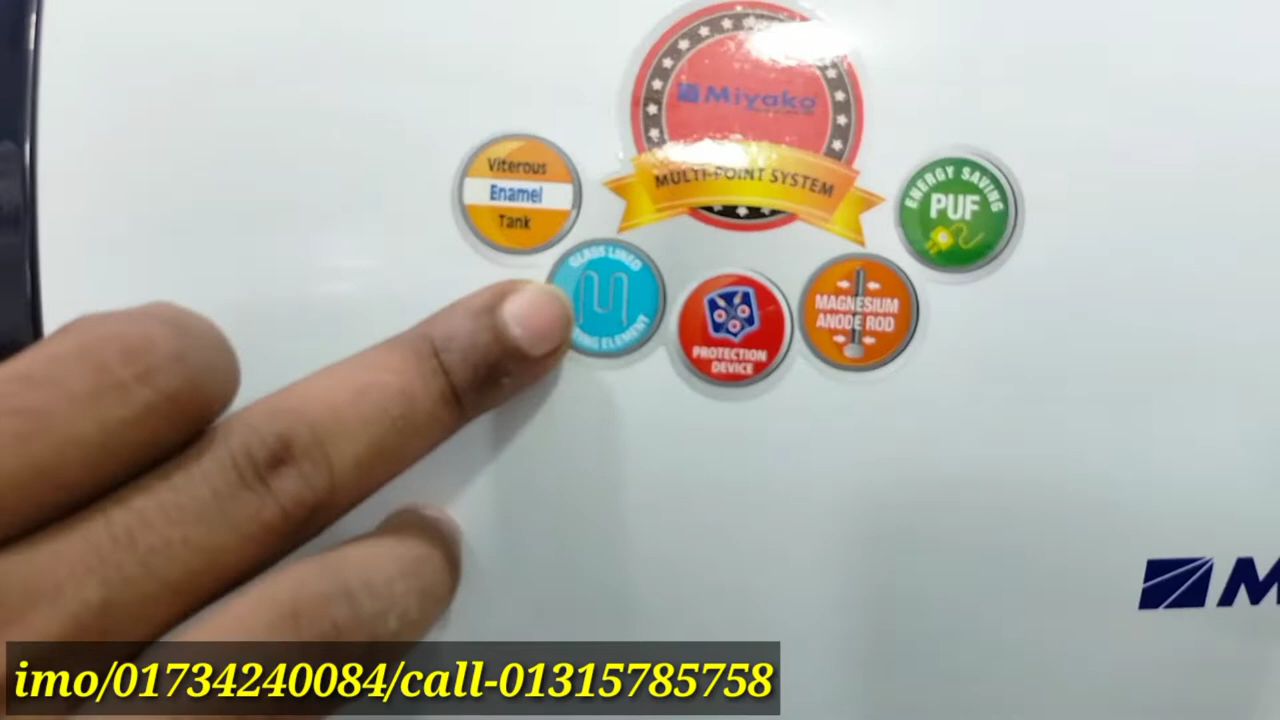 Miyako
MULTI-POINT SYSTEM
Viterous
Enamel
Tank
ENERGY SAVING
PUF
GLASS LINED
ELEMENT
PROTECTION
DEVICE
MAGNESIUM
ANODE ROD
M
imo/01734240084/call-01315785758